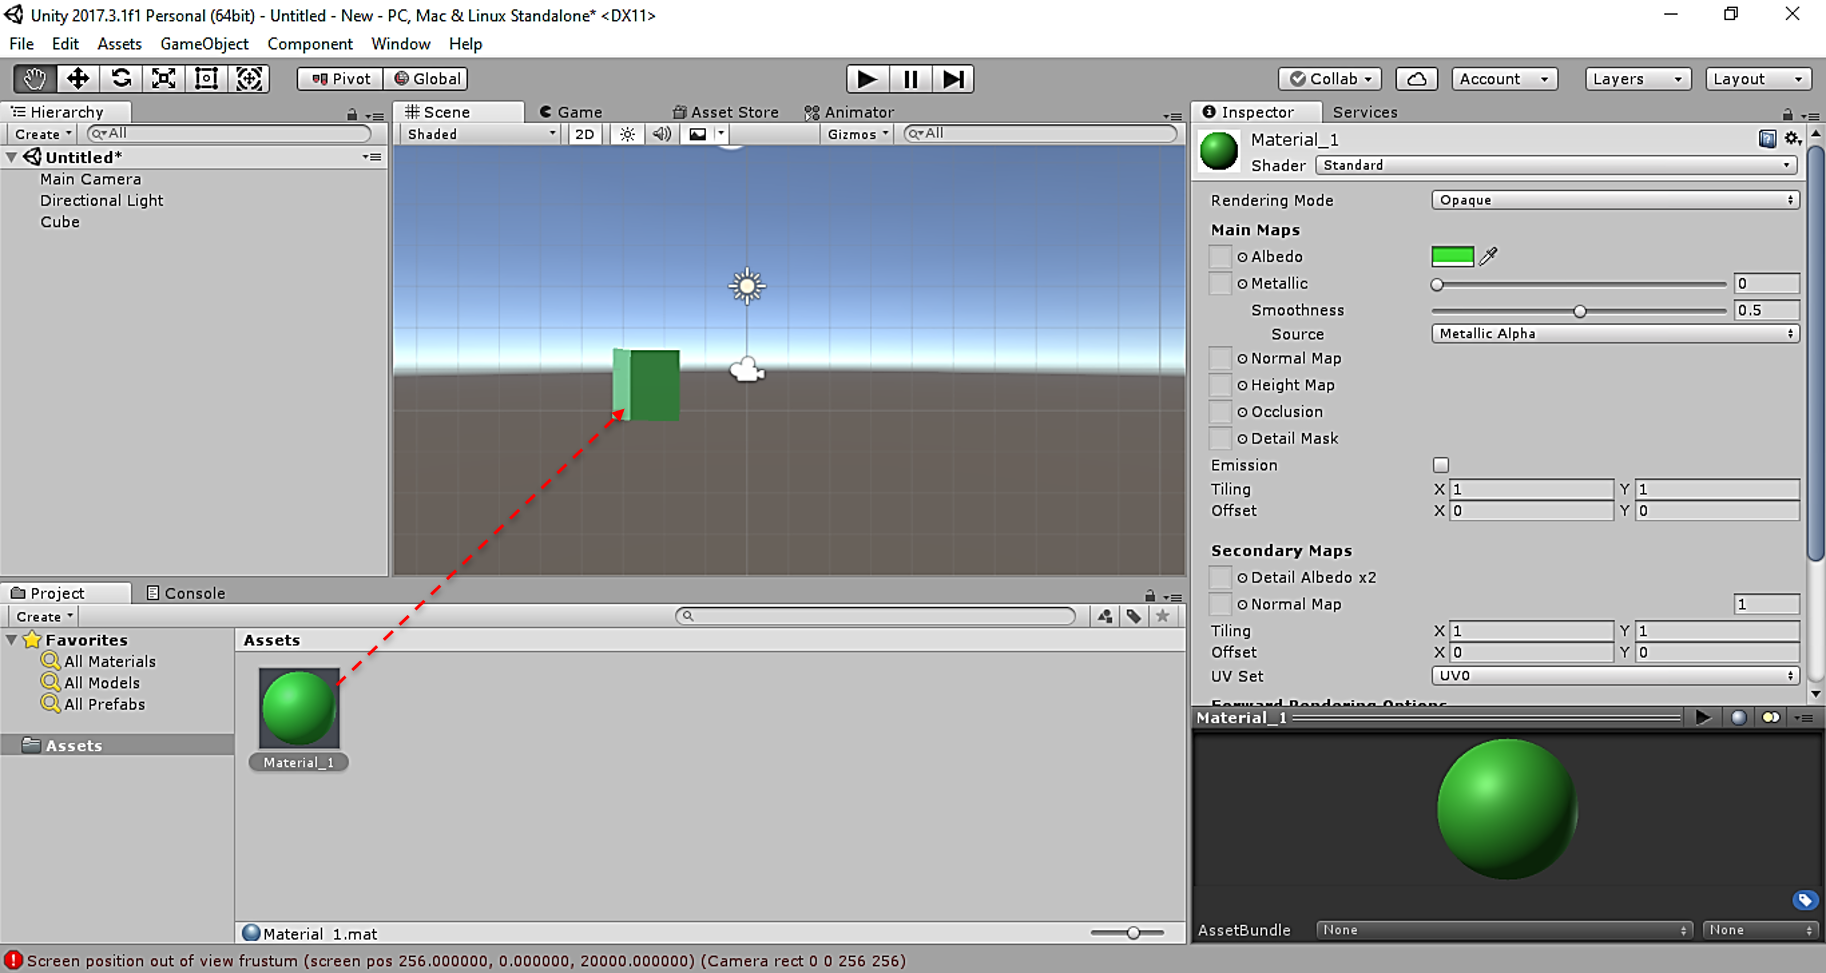 Unity 2017.3.1f1 Personal (64bit) - Untitled - New - PC, Mac & Linux Standalone* <DX11>
File Edit Assets GameObject Component Window Help
Pivot Global Collab Account Layers Layout
Hierarchy
Create All
Untitled*
Main Camera
Directional Light
Cube
Scene Game Asset Store Animator
Shaded 2D Gizmos All
Inspector Services
Material_1
Shader Standard
Rendering Mode Opaque
Main Maps
Albedo
Metallic 0
Smoothness 0.5
Source Metallic Alpha
Normal Map
Height Map
Occlusion
Detail Mask
Emission
Tiling X 1 Y 1
Offset X 0 Y 0
Secondary Maps
Detail Albedo x2
Normal Map 1
Tiling X 1 Y 1
Offset X 0 Y 0
UV Set UV0
Forward Rendering Options
Material_1
AssetBundle None None
Project Console
Create
Favorites
All Materials
All Models
All Prefabs
Assets
Assets
Material_1
Material_1.mat
Screen position out of view frustum (screen pos 256.000000, 0.000000, 20000.000000) (Camera rect 0 0 256 256)